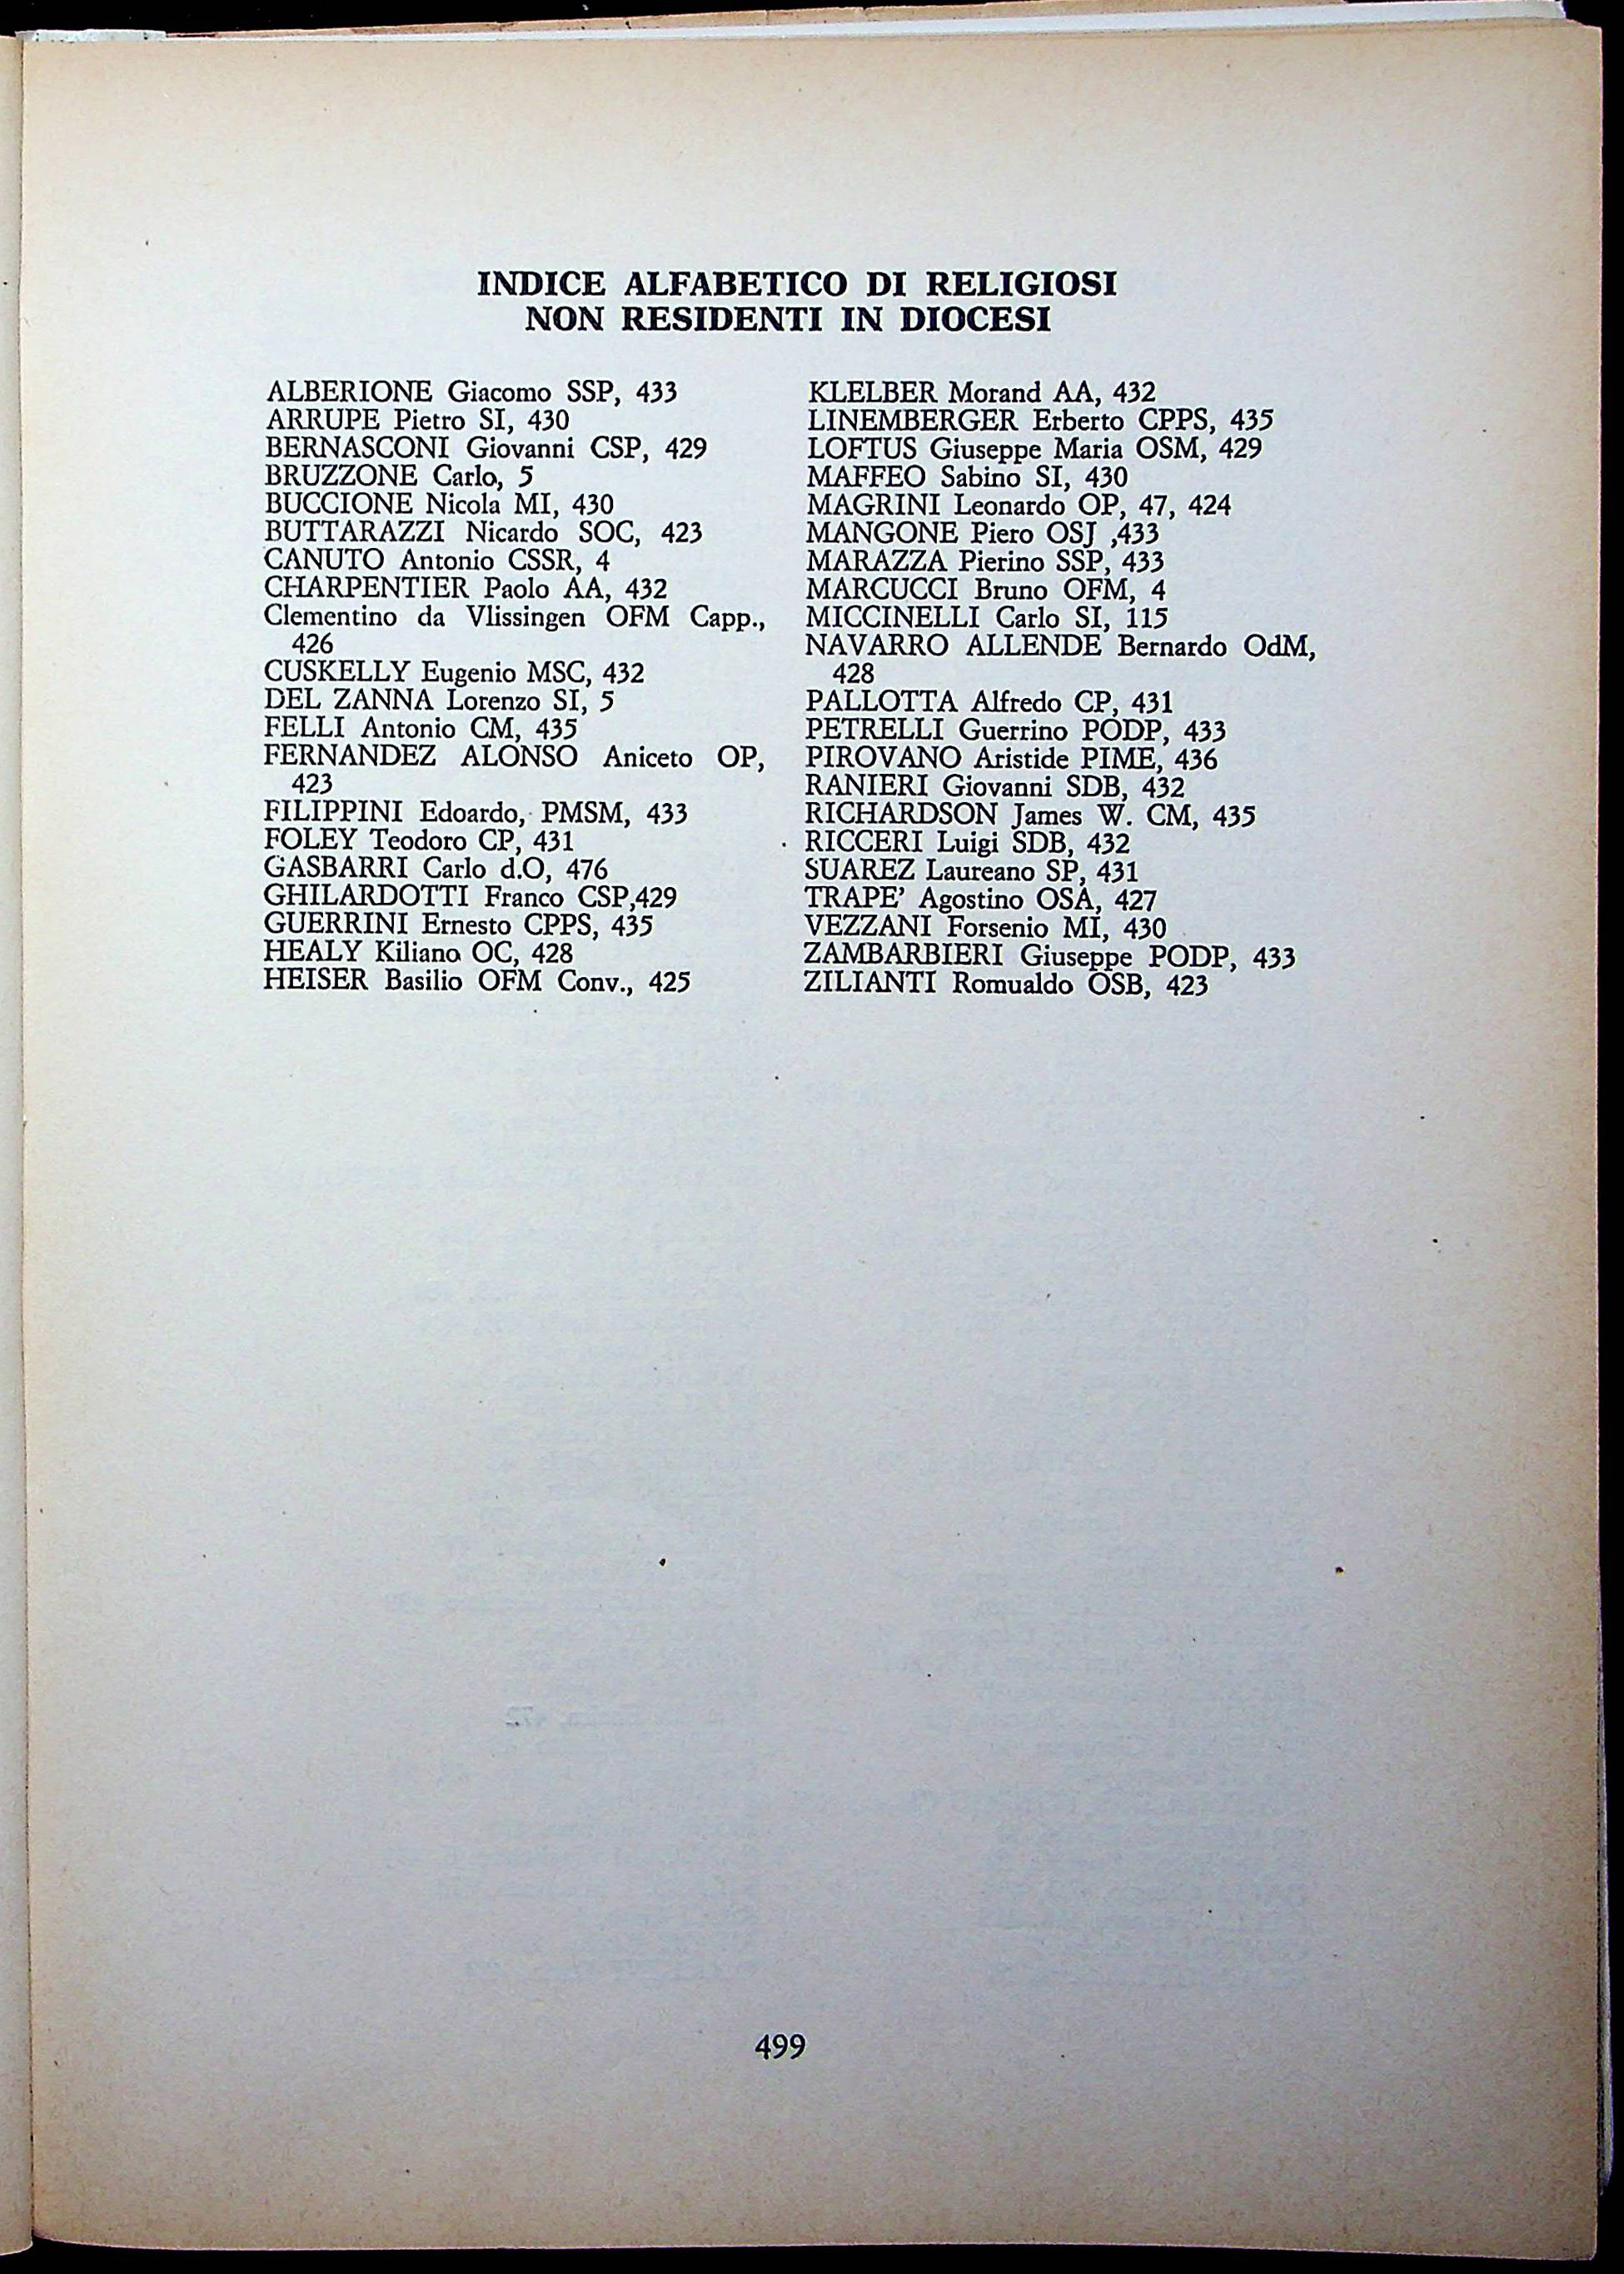 INDICE ALFABETICO DI RELIGIOSI
NON RESIDENTI IN DIOCESI
ALBERIONE Giacomo SSP, 433
ARRUPE Pietro SI, 430
BERNASCONI Giovanni CSP, 429
BRUZZONE Carlo, 5
BUCCIONE Nicola MI, 430
BUTTARAZZI Nicardo SOC, 423
CANUTO Antonio CSSR, 4
CHARPENTIER Paolo AA, 432
Clementino da Vlissingen OFM Capp.,
426
CUSKELLY Eugenio MSC, 432
DEL ZANNA Lorenzo SI, 5
FELLI Antonio CM, 435
FERNANDEZ ALONSO Aniceto OP,
423
FILIPPINI Edoardo, PMSM, 433
FOLEY Teodoro CP, 431
GASBARRI Carlo d.O, 476
GHILARDOTTI Franco CSP,429
GUERRINI Ernesto CPPS, 435
HEALY Kiliano OC, 428
HEISER Basilio OFM Conv., 425
KLELBER Morand AA, 432
LINEMBERGER Erberto CPPS, 435
LOFTUS Giuseppe Maria OSM, 429
MAFFEO Sabino SI, 430
MAGRINI Leonardo OP, 47, 424
MANGONE Piero OSJ ,433
MARAZZA Pierino SSP, 433
MARCUCCI Bruno OFM, 4
MICCINELLI Carlo SI, 115
NAVARRO ALLENDE Bernardo OdM,
428
PALLOTTA Alfredo CP, 431
PETRELLI Guerrino PODP, 433
PIROVANO Aristide PIME, 436
RANIERI Giovanni SDB, 432
RICHARDSON James W. CM, 435
RICCERI Luigi SDB, 432
SUAREZ Laureano SP, 431
TRAPE' Agostino OSA, 427
VEZZANI Forsenio MI, 430
ZAMBARBIERI Giuseppe PODP, 433
ZILIANTI Romualdo OSB, 423
499